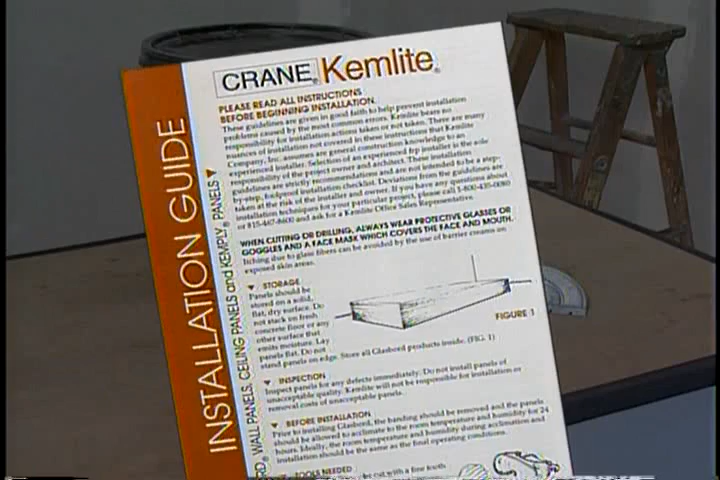 CRANE® Kemlite®
PLEASE READ ALL INSTRUCTIONS
BEFORE BEGINNING INSTALLATION.
These guidelines are given in good faith to help prevent installation
problems caused by the most common errors. Kemlite bears no
responsibility for installation actions taken or not taken. There are many
nuances of installation not covered in these instructions that Kemlite
Company, Inc. assumes are general construction knowledge to an
experienced installer. Selection of an experienced frp installer is the sole
responsibility of the project owner and architect. These installation
guidelines are strictly recommendations and are not intended to be a step-
by-step, foolproof installation checklist. Deviations from the guidelines are
taken at the risk of the installer and owner. If you have any questions about
installation techniques for your particular project, please call 1-800-435-0080
or 815-467-8600 and ask for a Kemlite Office Sales Representative.
WHEN CUTTING OR DRILLING, ALWAYS WEAR PROTECTIVE GLASSES OR
GOGGLES AND A FACE MASK WHICH COVERS THE FACE AND MOUTH.
Itching due to glass fibers can be avoided by the use of barrier creams on
exposed skin areas.
STORAGE
Panels should be
stored on a solid,
flat, dry surface. Do
not stack on fresh
concrete floor or any
other surface that
emits moisture. Lay
panels flat. Do not
stand panels on edge. Store all Glasbord products inside. (FIG. 1)
FIGURE 1
INSPECTION
Inspect panels for any defects immediately. Do not install panels of
unacceptable quality. Kemlite will not be responsible for installation or
removal costs of unacceptable panels.
BEFORE INSTALLATION
Prior to installing Glasbord, the banding should be removed and the panels
should be allowed to acclimate to the room temperature and humidity for 24
hours. Ideally, the room temperature and humidity during acclimation and
installation should be the same as the final operating conditions.
TOOLS NEEDED
be cut with a fine tooth
INSTALLATION GUIDE
WALL PANELS, CEILING PANELS and KEMPLY® PANELS